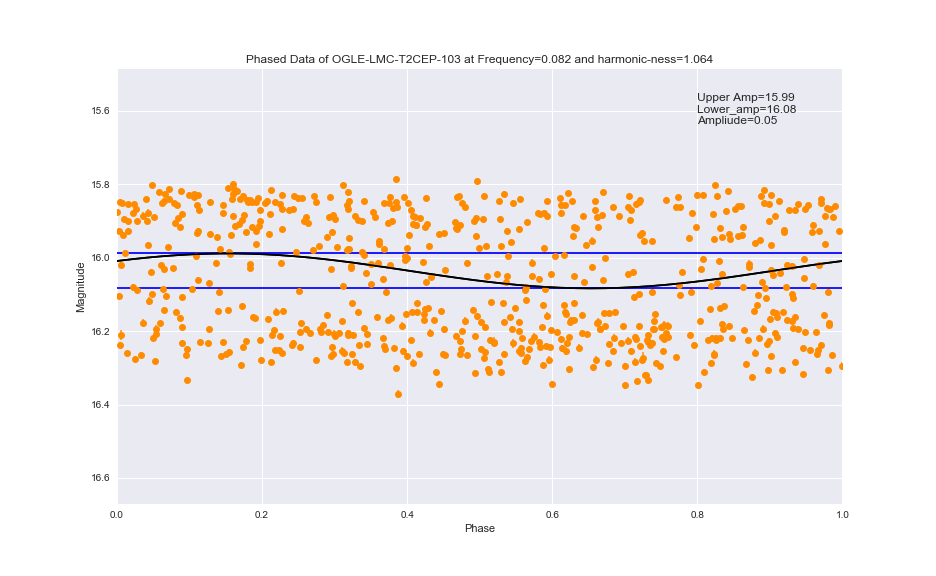 Phased Data of OGLE-LMC-T2CEP-103 at Frequency=0.082 and harmonic-ness=1.064
Upper Amp=15.99
Lower_amp=16.08
Ampliude=0.05
15.6
15.8
16.0
16.2
16.4
16.6
Magnitude
0.0 0.2 0.4 0.6 0.8 1.0
Phase